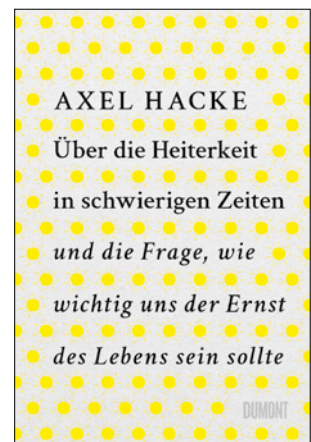 AXEL HACKE
Über die Heiterkeit
in schwierigen Zeiten
und die Frage, wie
wichtig uns der Ernst
des Lebens sein sollte
DUMONT